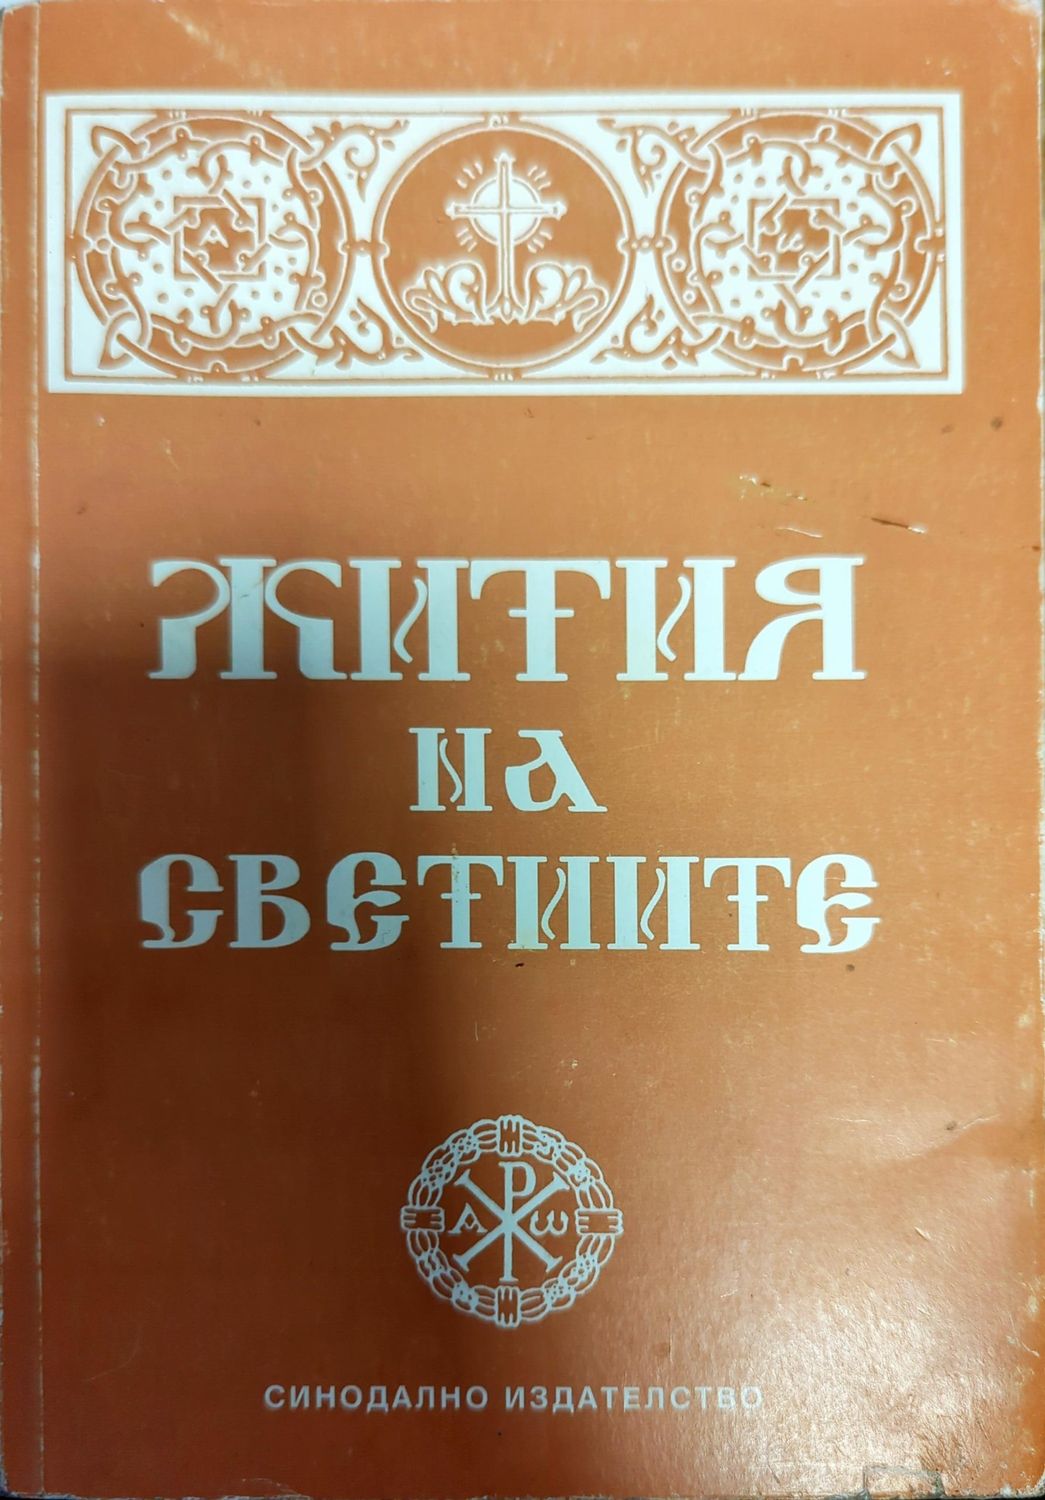 ЖИТИЯ
НА
СВЕТИИТЕ
Α Ρ ω
СИНОДАЛНО ИЗДАТЕЛСТВО